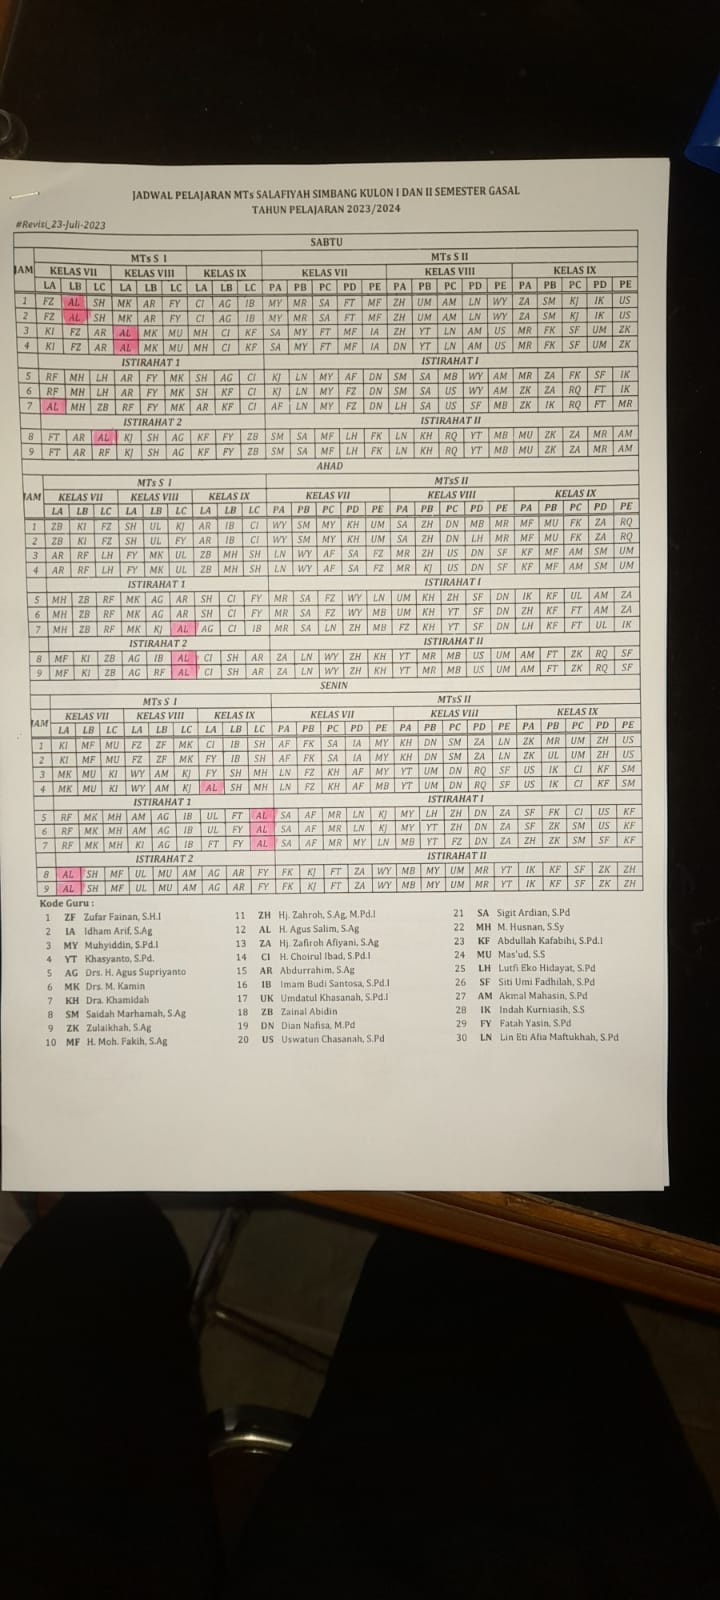 JADWAL PELAJARAN MTs SALAFIYAH SIMBANG KULON I DAN II SEMESTER GASAL
TAHUN PELAJARAN 2023/2024
#Revisi_23-Juli-2023
SABTU
JAM MTs S I MTs S II
KELAS VII KELAS VIII KELAS IX KELAS VII KELAS VIII KELAS IX
LA LB LC LA LB LC LA LB LC PA PB PC PD PE PA PB PC PD PE PA PB PC PD PE
1 FZ AL SH MK AR FY CI AG IB MY MR SA FT MF ZH UM AM LN WY ZA SM KJ IK US
2 FZ AL SH MK AR FY CI AG IB MY MR SA FT MF ZH UM AM LN WY ZA SM KJ IK US
3 KI FZ AR AL MK MU MH CI KF SA MY FT MF IA ZH YT LN AM US MR FK SF UM ZK
4 KI FZ AR AL MK MU MH CI KF SA MY FT MF IA DN YT LN AM US MR FK SF UM ZK
ISTIRAHAT 1 ISTIRAHAT I
5 RF MH LH AR FY MK SH AG CI KJ LN MY AF DN SM SA MB WY AM MR ZA FK SF IK
6 RF MH LH AR FY MK SH AG CI KJ LN MY FZ DN SM SA US WY AM ZK ZA RQ FT IK
7 AL MH ZB RF FY MK AR KF CI AF LN MY FZ DN LH SA US SF MB ZK IK RQ FT MR
ISTIRAHAT 2 ISTIRAHAT II
8 FT AR AL KJ SH AG KF FY ZB SM SA MF LH FK LN KH RQ YT MB MU ZK ZA MR AM
9 FT AR RF KJ SH AG KF FY ZB SM SA MF LH FK LN KH RQ YT MB MU ZK ZA MR AM
AHAD
JAM MTs S I MTsS II
KELAS VII KELAS VIII KELAS IX KELAS VII KELAS VIII KELAS IX
LA LB LC LA LB LC LA LB LC PA PB PC PD PE PA PB PC PD PE PA PB PC PD PE
1 ZB KI FZ SH UL KJ AR IB CI WY SM MY KH UM SA ZH DN MB MR MF MU FK ZA RQ
2 ZB KI FZ SH UL FY AR IB CI WY SM MY KH UM SA ZH DN LH MR MF MU FK ZA RQ
3 AR RF LH FY MK UL ZB MH SH LN WY AF SA FZ MR ZH US DN SF KF MF AM SM UM
4 AR RF LH FY MK UL ZB MH SH LN WY AF SA FZ MR KJ US DN SF KF MF AM SM UM
ISTIRAHAT 1 ISTIRAHAT I
5 MH ZB RF MK AG AR SH CI FY MR SA FZ WY LN UM KH ZH SF DN IK KF UL AM ZA
6 MH ZB RF MK AG AR SH CI FY MR SA FZ WY MB UM KH YT SF DN ZH KF FT AM ZA
7 MH ZB RF MK KJ AL AG CI IB MR SA LN ZH MB FZ KH YT SF DN LH KF FT UL IK
ISTIRAHAT 2 ISTIRAHAT II
8 MF KI ZB AG IB AL CI SH AR ZA LN WY ZH KH YT MR MB US UM AM FT ZK RQ SF
9 MF KI ZB AG RF AL CI SH AR ZA LN WY ZH KH YT MR MB US UM AM FT ZK RQ SF
SENIN
JAM MTs S I MTsS II
KELAS VII KELAS VIII KELAS IX KELAS VII KELAS VIII KELAS IX
LA LB LC LA LB LC LA LB LC PA PB PC PD PE PA PB PC PD PE PA PB PC PD PE
1 KI MF MU FZ ZF MK CI IB SH AF FK SA IA MY KH DN SM ZA LN ZK MR UM ZH US
2 KI MF MU FZ ZF MK FY IB SH AF FK SA IA MY KH DN SM ZA LN ZK UL UM ZH US
3 MK MU KI WY AM KJ FY SH MH LN FZ KH AF MY YT UM DN RQ SF US IK CI KF SM
4 MK MU KI WY AM KJ AL SH MH LN FZ KH AF MB YT UM DN RQ SF US IK CI KF SM
ISTIRAHAT 1 ISTIRAHAT I
5 RF MK MH AM AG IB UL FT AL SA AF MR LN KJ MY LH ZH DN ZA SF FK CI US KF
6 RF MK MH AM AG IB UL FY AL SA AF MR LN KJ MY YT ZH DN ZA SF ZK SM US KF
7 RF MK MH KI AG IB FT FY AL SA AF MR MY LN MB YT FZ DN ZA ZH ZK SM SF KF
ISTIRAHAT 2 ISTIRAHAT II
8 AL SH MF UL MU AM AG AR FY FK KJ FT ZA WY MB MY UM MR YT IK KF SF ZK ZH
9 AL SH MF UL MU AM AG AR FY FK KJ FT ZA WY MB MY UM MR YT IK KF SF ZK ZH
Kode Guru :
1 ZF Zufar Fainan, S.H.I 11 ZH Hj. Zahroh, S.Ag, M.Pd.I 21 SA Sigit Ardian, S.Pd
2 IA Idham Arif, S.Ag 12 AL H. Agus Salim, S.Ag 22 MH M. Husnan, S.Sy
3 MY Muhyiddin, S.Pd.I 13 ZA Hj. Zafiroh Afiyani, S.Ag 23 KF Abdullah Kafabihi, S.Pd.I
4 YT Khasyanto, S.Pd. 14 CI H. Choirul Ibad, S.Pd.I 24 MU Mas'ud, S.S
5 AG Drs. H. Agus Supriyanto 15 AR Abdurrahim, S.Ag 25 LH Lutfi Eko Hidayat, S.Pd
6 MK Drs. M. Kamin 16 IB Imam Budi Santosa, S.Pd.I 26 SF Siti Umi Fadhilah, S.Pd
7 KH Dra. Khamidah 17 UK Umdatul Khasanah, S.Pd.I 27 AM Akmal Mahasin, S.Pd
8 SM Saidah Marhamah, S.Ag 18 ZB Zainal Abidin 28 IK Indah Kurniasih, S.S
9 ZK Zulaikhah, S.Ag 19 DN Dian Nafisa, M.Pd 29 FY Fatah Yasin, S.Pd
10 MF H. Moh. Fakih, S.Ag 20 US Uswatun Chasanah, S.Pd 30 LN Lin Eti Afia Maftukhah, S.Pd